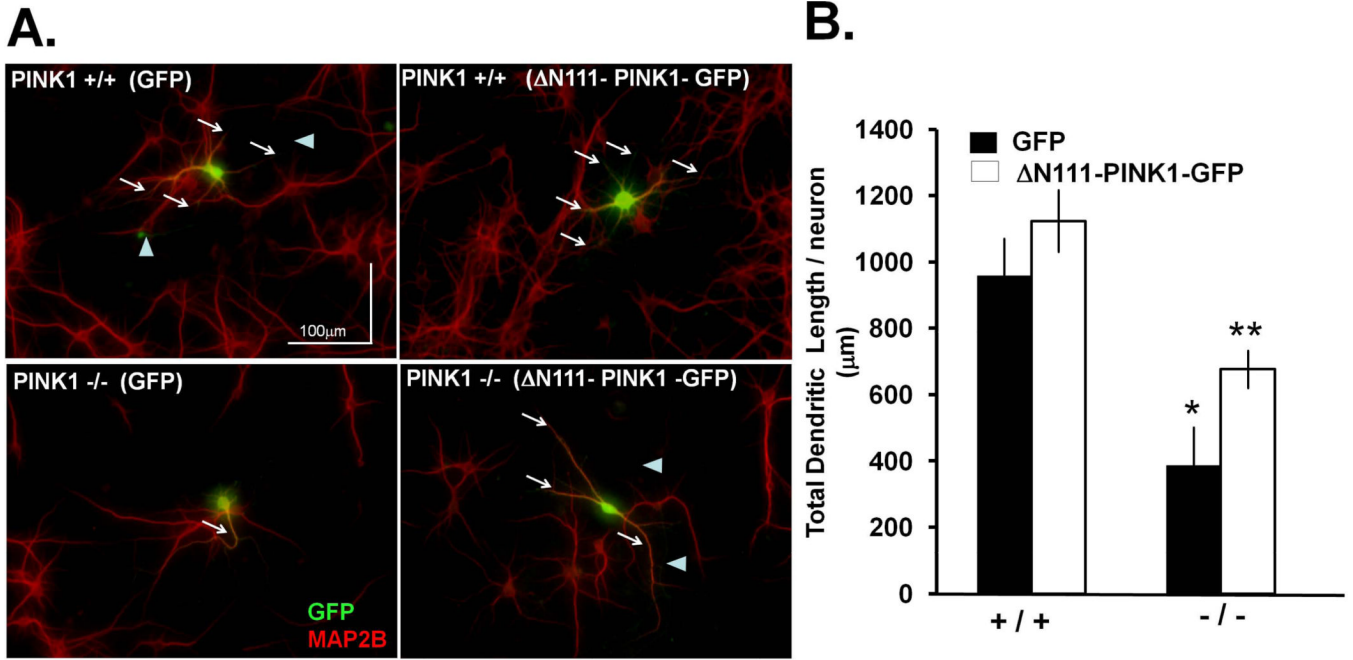 A.
PINK1 +/+ (GFP)
PINK1 +/+ (ΔN111- PINK1- GFP)
100μm
PINK1 -/- (GFP)
PINK1 -/- (ΔN111- PINK1 -GFP)
GFP
MAP2B
B.
Total Dendritic Length / neuron
(μm)
1400
1200
1000
800
600
400
200
0
GFP
ΔN111-PINK1-GFP
*
**
+ / +
- / -